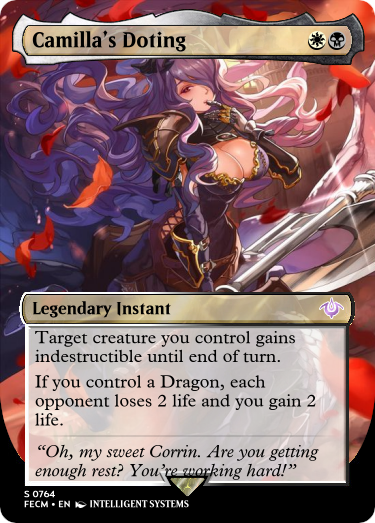 Camilla's Doting
Legendary Instant
Target creature you control gains
indestructible until end of turn.
If you control a Dragon, each
opponent loses 2 life and you gain 2
life.
“Oh, my sweet Corrin. Are you getting
enough rest? You’re working hard!”
S 0764
FECM • EN INTELLIGENT SYSTEMS